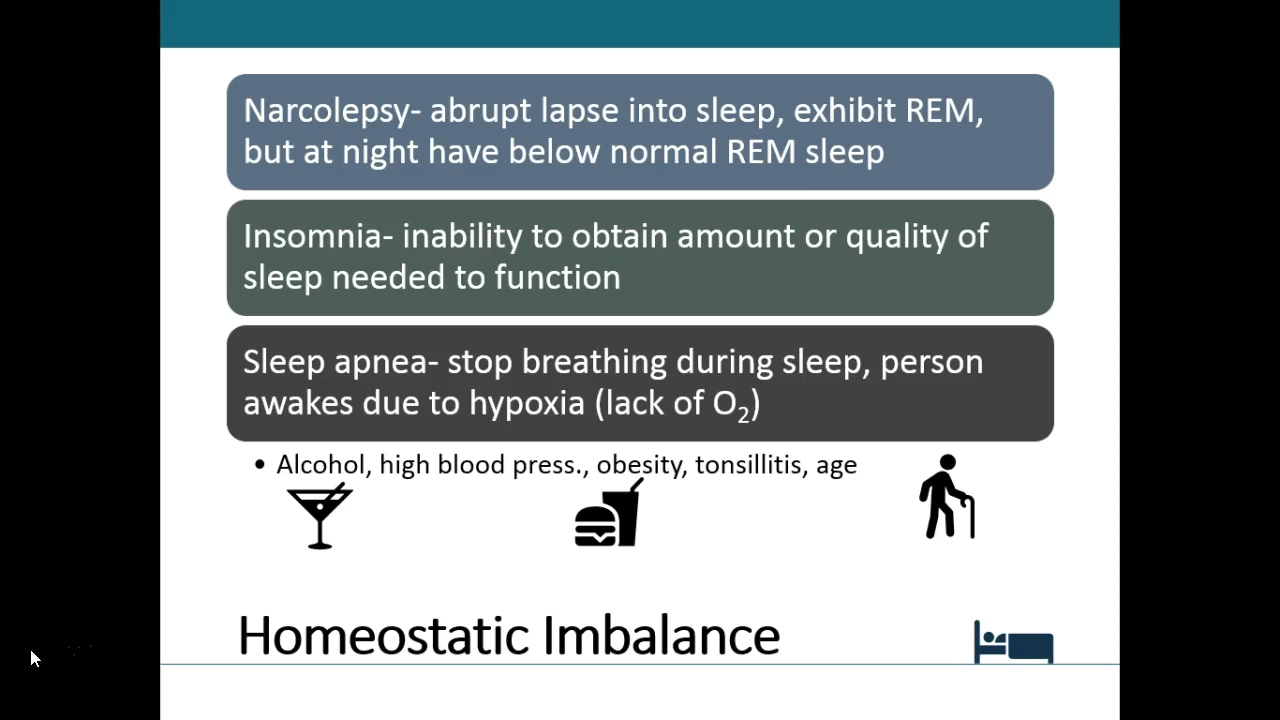 Narcolepsy- abrupt lapse into sleep, exhibit REM,
but at night have below normal REM sleep
Insomnia- inability to obtain amount or quality of
sleep needed to function
Sleep apnea- stop breathing during sleep, person
awakes due to hypoxia (lack of O₂)
• Alcohol, high blood press., obesity, tonsillitis, age
Homeostatic Imbalance